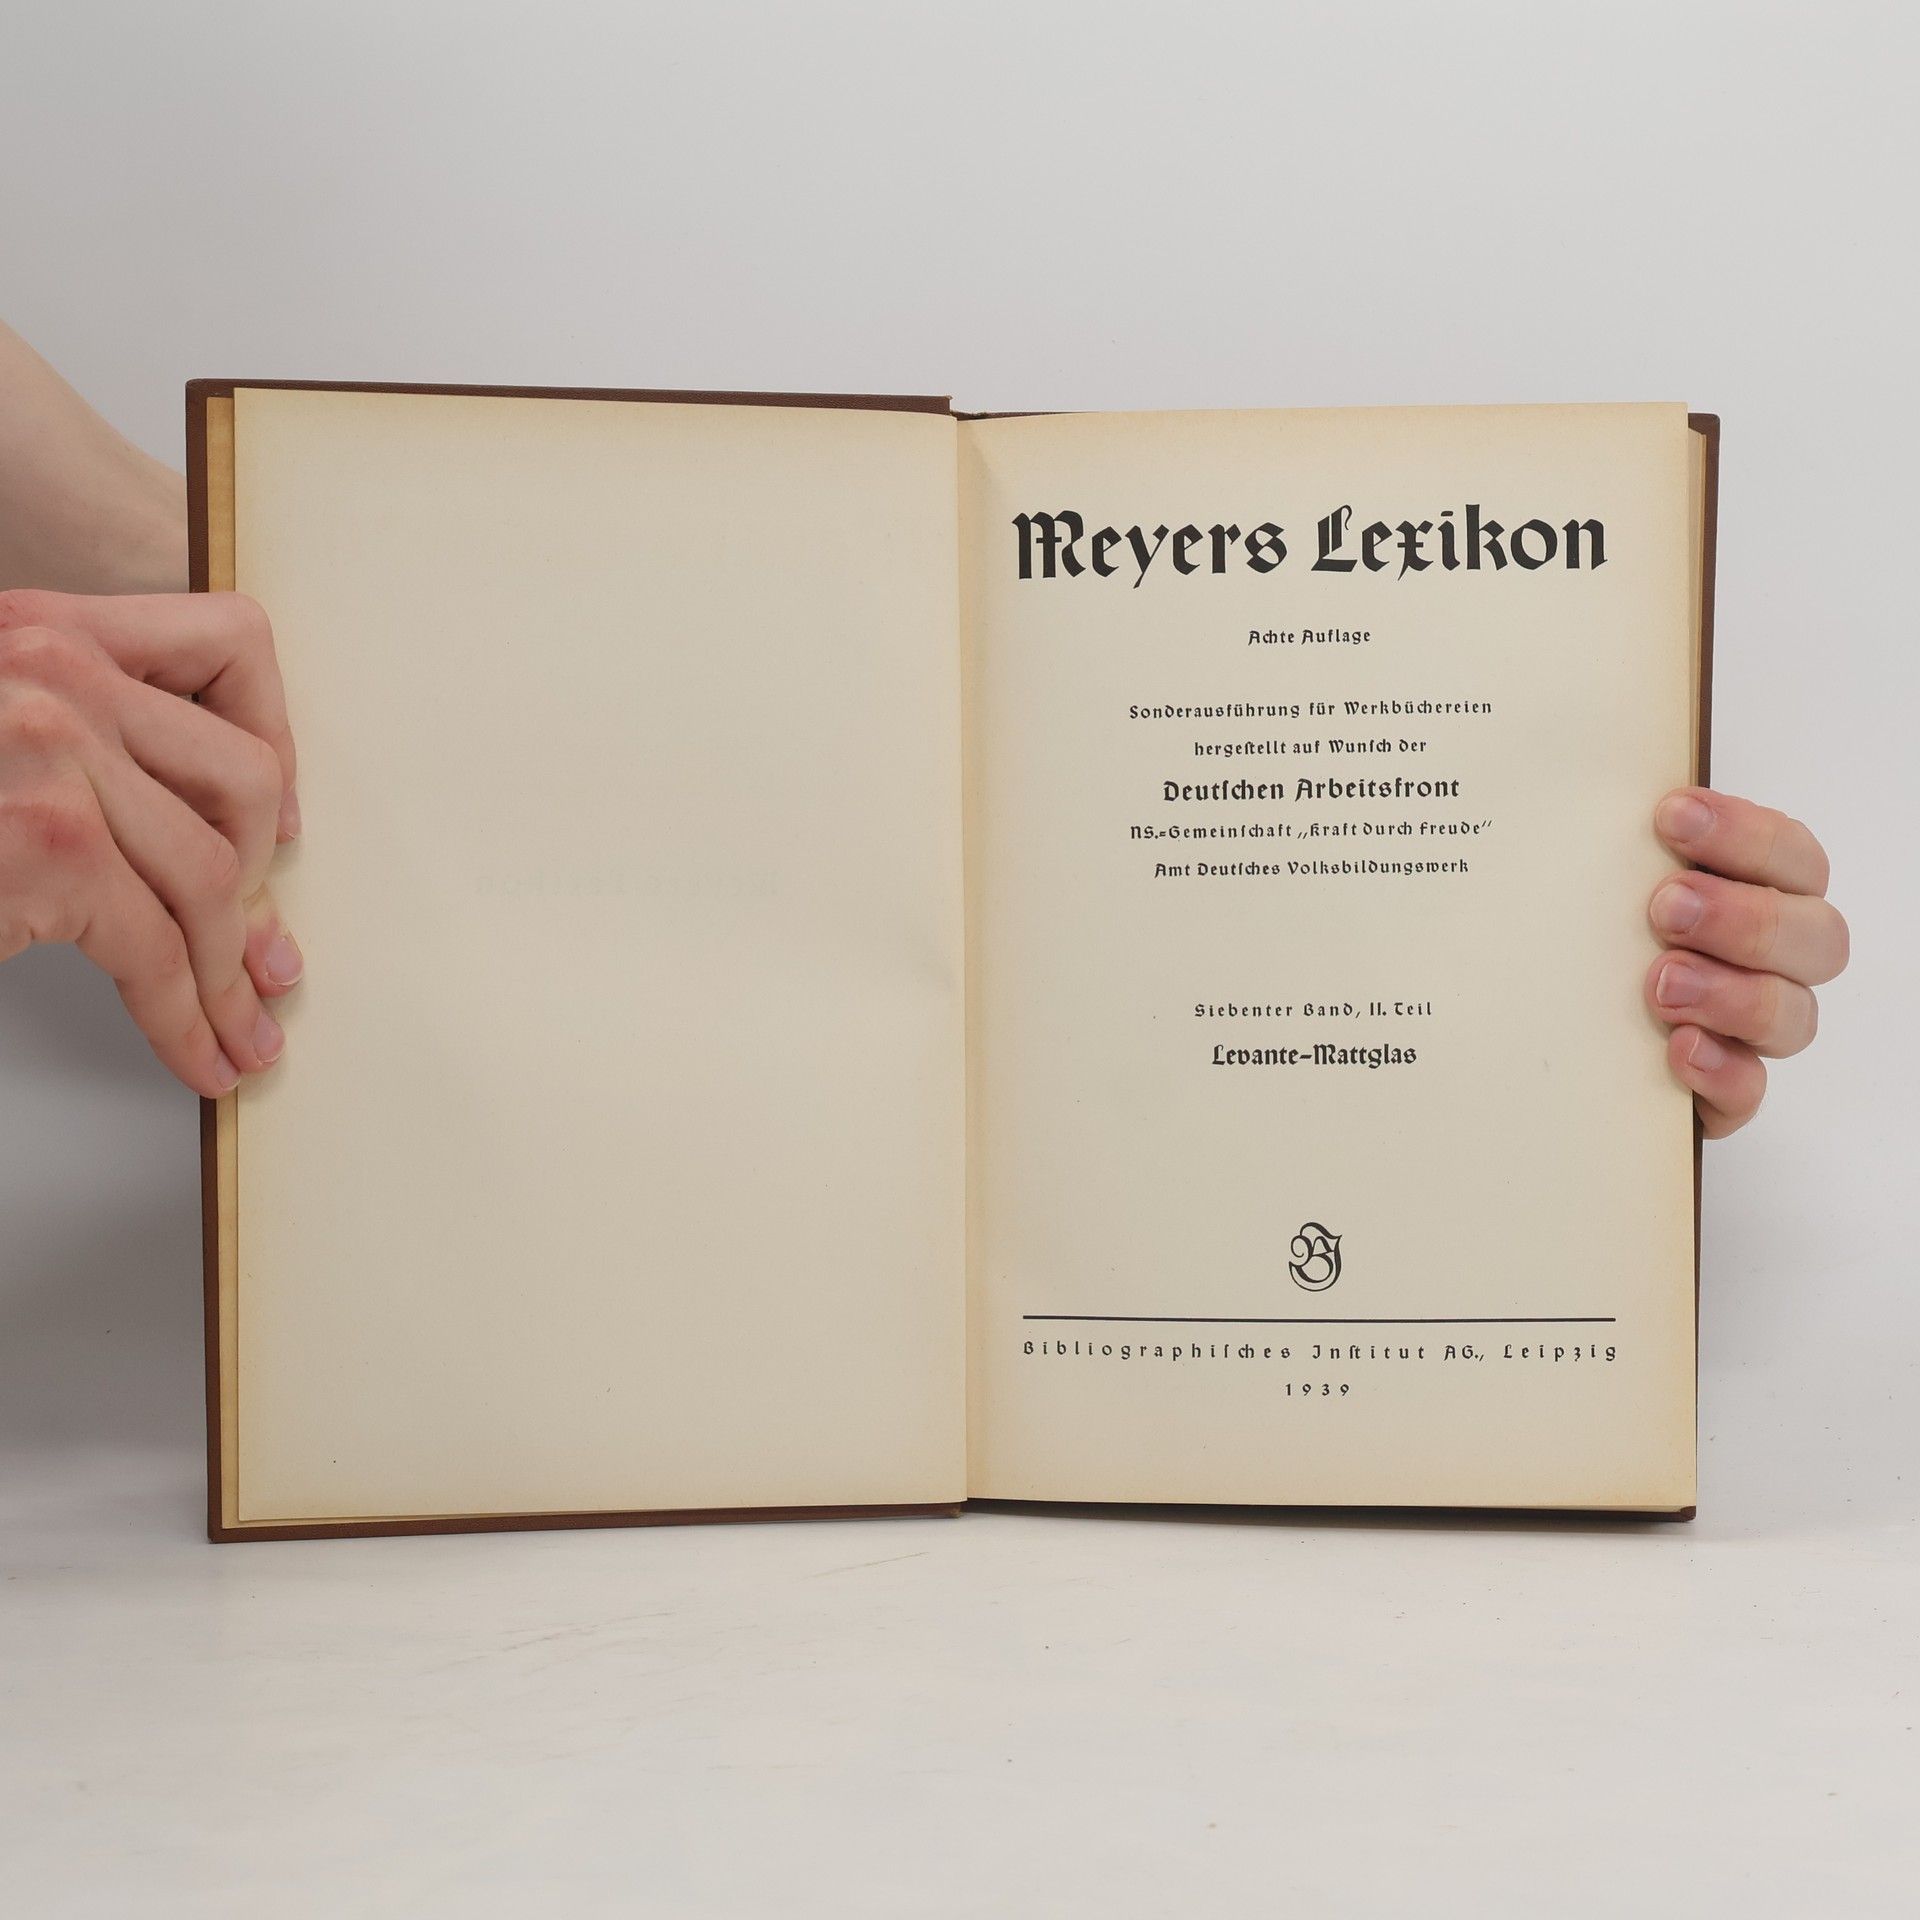 Meyers Lexikon
Achte Auflage
Sonderausführung für Werkbüchereien
hergeſtellt auf Wunſch der
Deutſchen Arbeitsfront
NS.=Gemeinſchaft „Kraft durch Freude“
Amt Deutſches Volksbildungswerk
Siebenter Band, II. Teil
Levante–Mattglas
BI
Bibliographiſches Inſtitut AG., Leipzig
1939